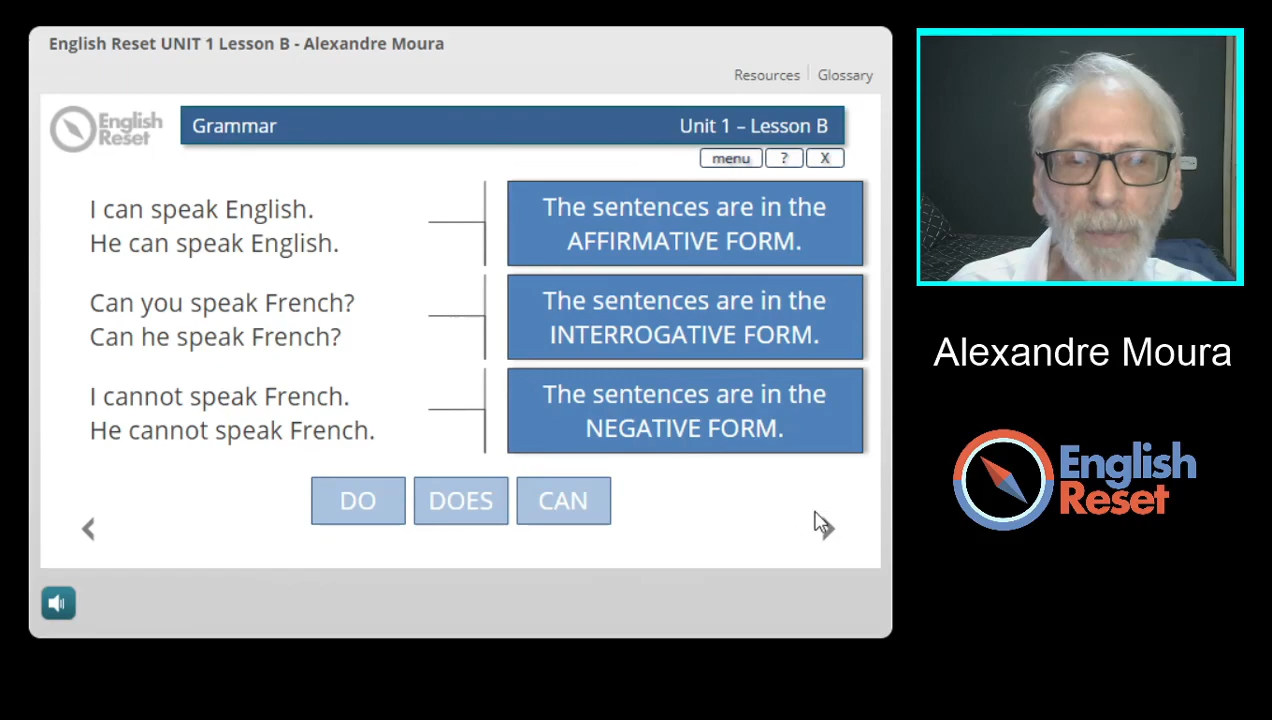 English Reset UNIT 1 Lesson B - Alexandre Moura
Resources
Glossary
English
Reset
Grammar
Unit 1 – Lesson B
menu
?
X
I can speak English.
He can speak English.
The sentences are in the
AFFIRMATIVE FORM.
Can you speak French?
Can he speak French?
The sentences are in the
INTERROGATIVE FORM.
I cannot speak French.
He cannot speak French.
The sentences are in the
NEGATIVE FORM.
DO
DOES
CAN
Alexandre Moura
English
Reset